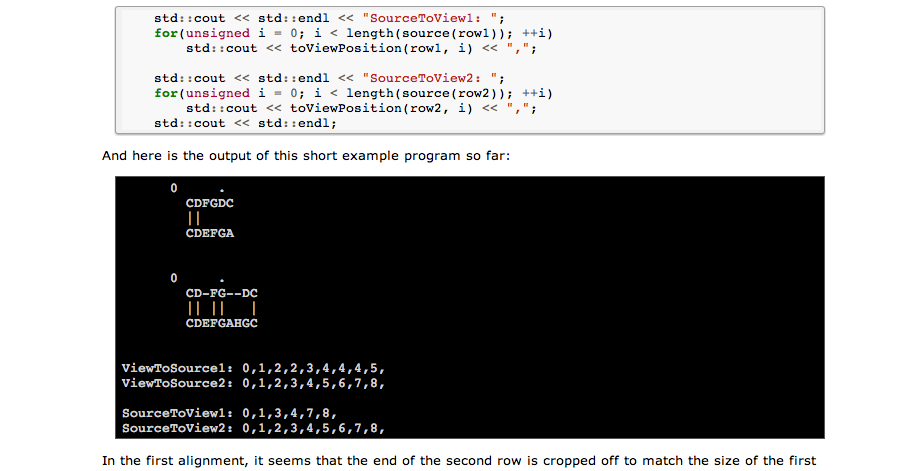 std::cout << std::endl << "SourceToView1: ";
for(unsigned i = 0; i < length(source(row1)); ++i)
    std::cout << toViewPosition(row1, i) << ",";

std::cout << std::endl << "SourceToView2: ";
for(unsigned i = 0; i < length(source(row2)); ++i)
    std::cout << toViewPosition(row2, i) << ",";
std::cout << std::endl;
And here is the output of this short example program so far:
      0     .
        CDFGDC
        ||
        CDEFGA

      0     .
        CD-FG--DC
        || ||  |
        CDEFGAHGC

ViewToSource1: 0,1,2,2,3,4,4,4,5,
ViewToSource2: 0,1,2,3,4,5,6,7,8,

SourceToView1: 0,1,3,4,7,8,
SourceToView2: 0,1,2,3,4,5,6,7,8,
In the first alignment, it seems that the end of the second row is cropped off to match the size of the first